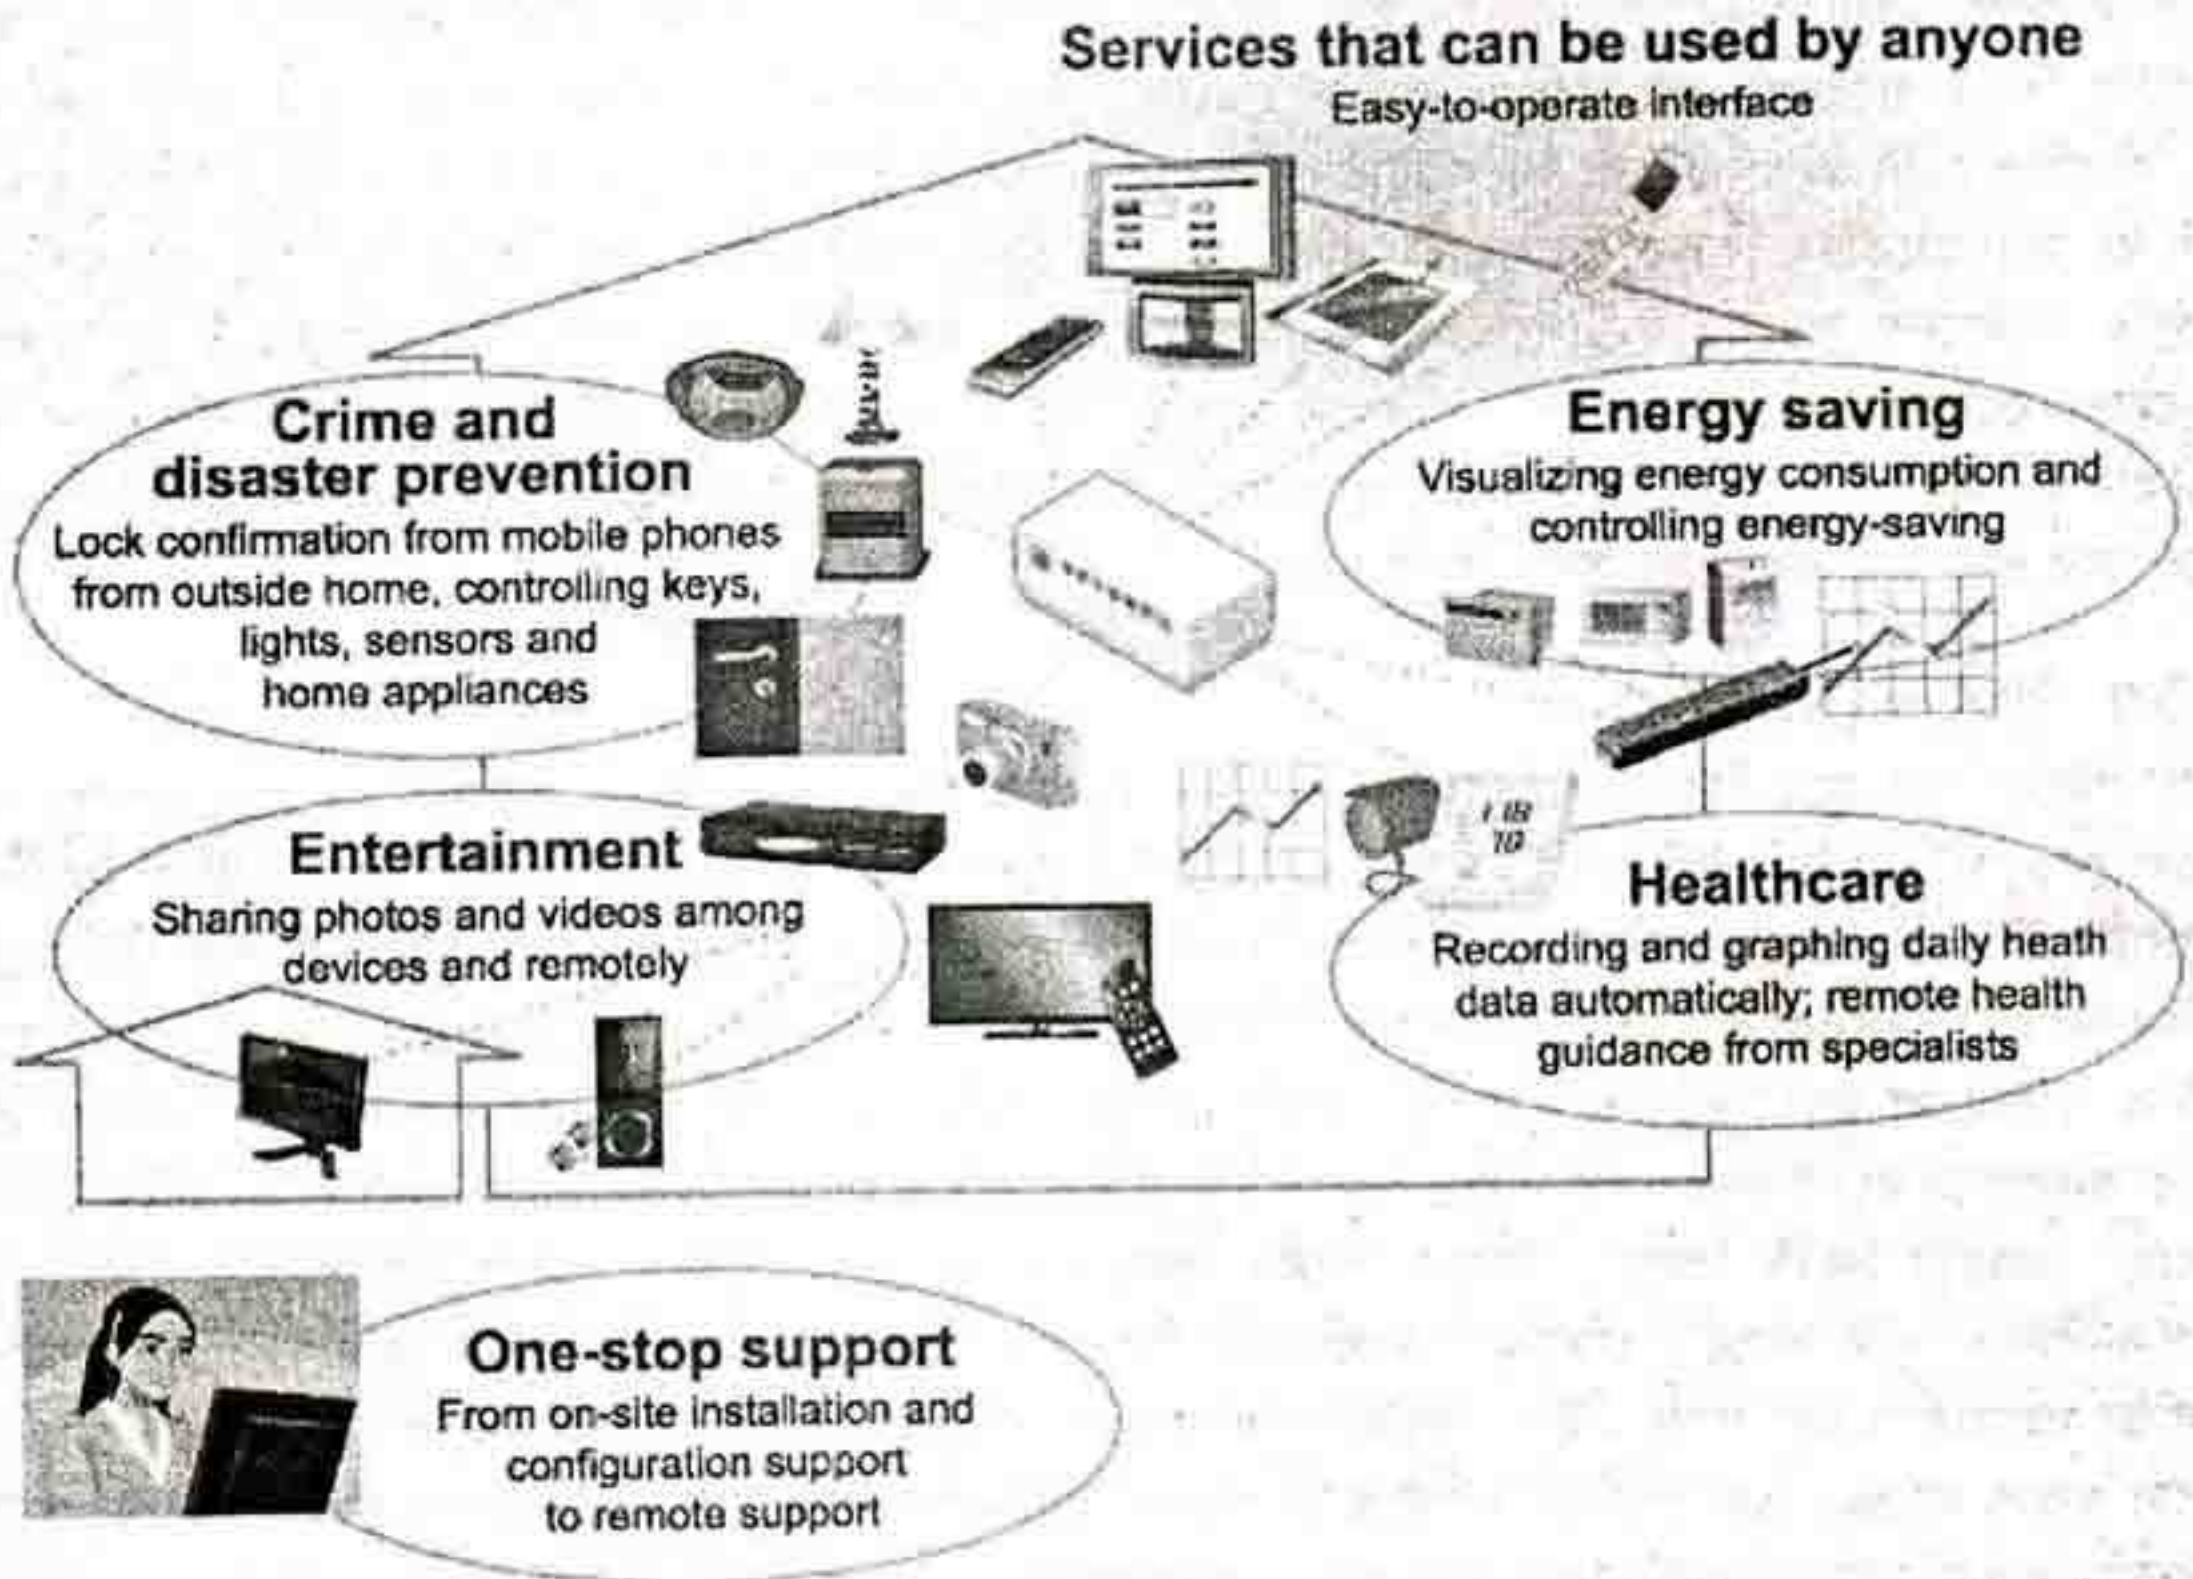 Services that can be used by anyone
Easy-to-operate interface
Crime and
disaster prevention
Lock confirmation from mobile phones
from outside home, controlling keys,
lights, sensors and
home appliances
Energy saving
Visualizing energy consumption and
controlling energy-saving
Entertainment
Sharing photos and videos among
devices and remotely
Healthcare
Recording and graphing daily heath
data automatically; remote health
guidance from specialists
One-stop support
From on-site installation and
configuration support
to remote support